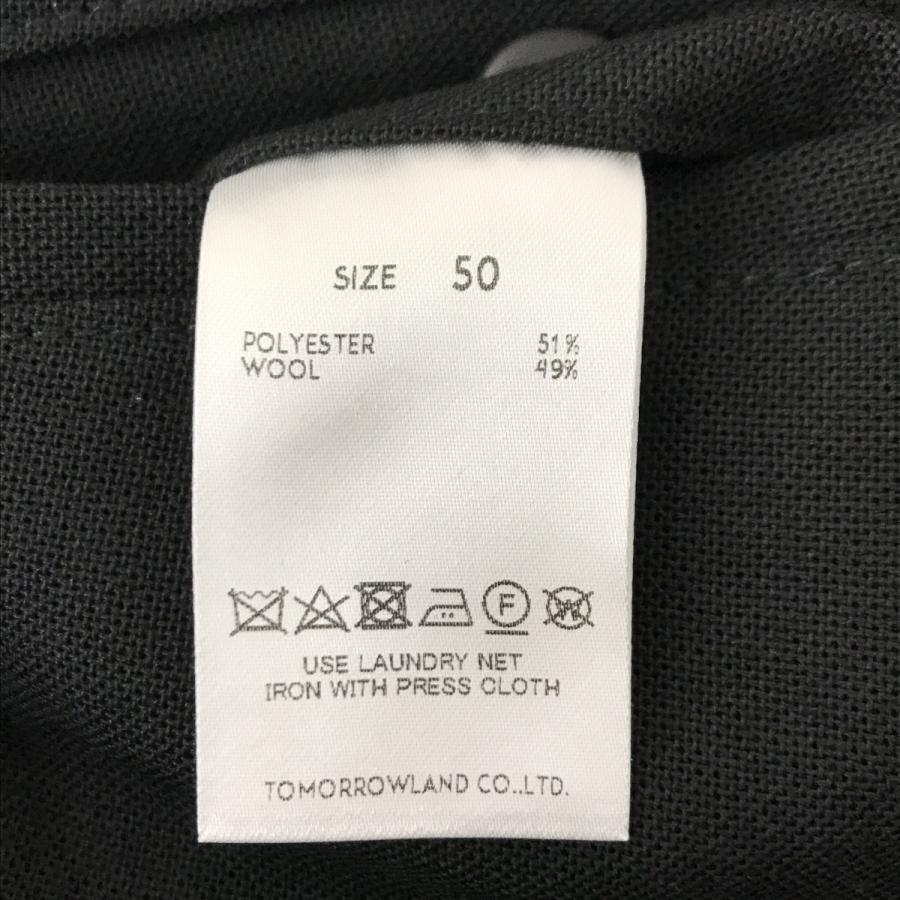 SIZE 50
POLYESTER 51%
WOOL 49%
F W
USE LAUNDRY NET
IRON WITH PRESS CLOTH
TOMORROWLAND CO.,LTD.